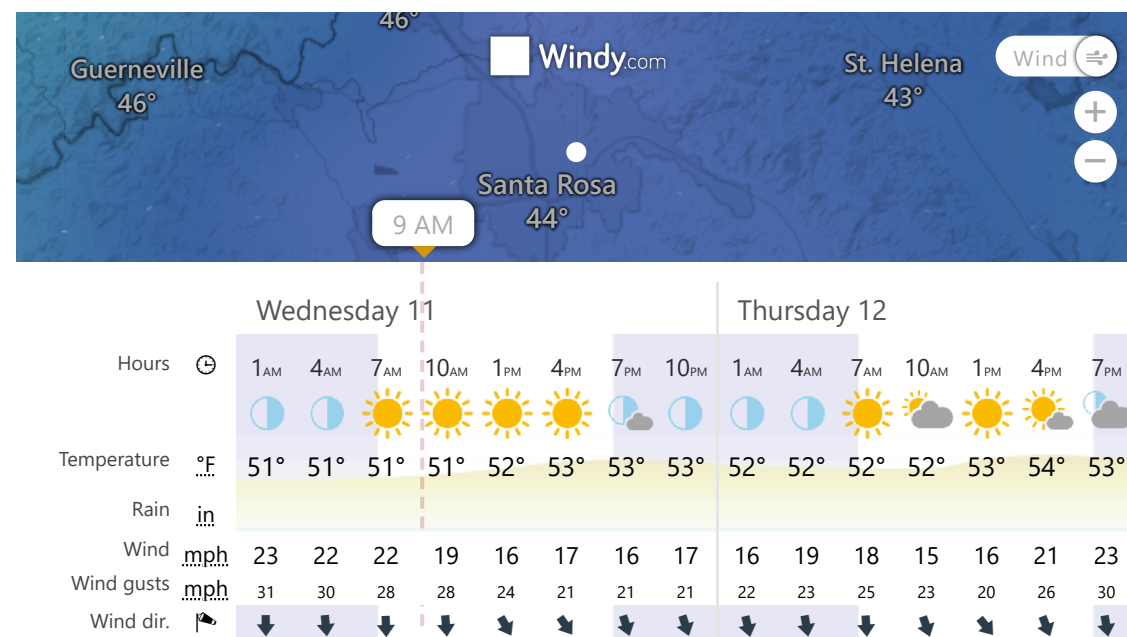 46°
Windy.com
Guerneville
46°
St. Helena
43°
Wind
+
−
Santa Rosa
44°
9 AM
Wednesday 11 Thursday 12
Hours 1AM 4AM 7AM 10AM 1PM 4PM 7PM 10PM 1AM 4AM 7AM 10AM 1PM 4PM 7PM
Temperature °F 51° 51° 51° 51° 52° 53° 53° 53° 52° 52° 52° 52° 53° 54° 53°
Rain in
Wind mph 23 22 22 19 16 17 16 17 16 19 18 15 16 21 23
Wind gusts mph 31 30 28 28 24 21 21 21 22 23 25 23 20 26 30
Wind dir.